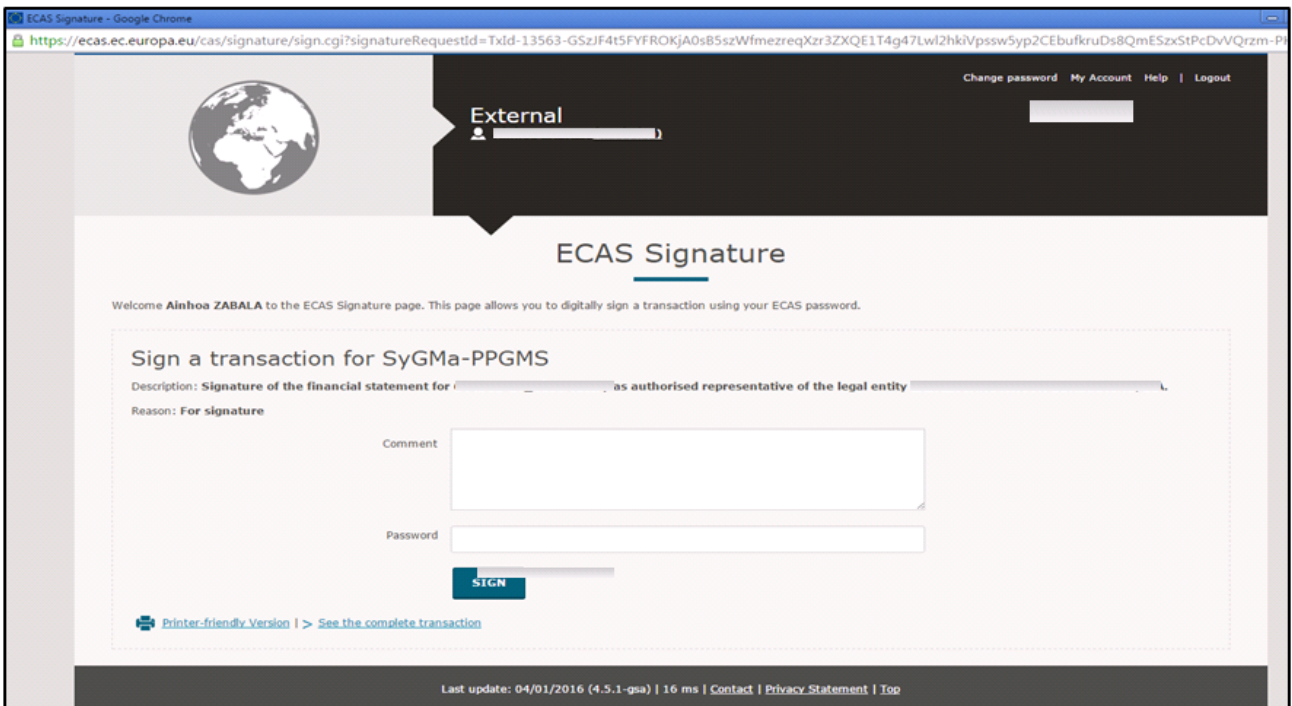 ECAS Signature - Google Chrome
https://ecas.ec.europa.eu/cas/signature/sign.cgi?signatureRequestId=TxId-13563-GSzJF4t5FYFROKjA0sB5szWfmezreqXzr3ZXQE1T4g47Lwl2hkiVpssw5yp2CEbufkruDs8QmESzxStPcDvVQrzm-PH
Change password My Account Help | Logout
External
ECAS Signature
Welcome Ainhoa ZABALA to the ECAS Signature page. This page allows you to digitally sign a transaction using your ECAS password.
Sign a transaction for SyGMa-PPGMS
Description: Signature of the financial statement for as authorised representative of the legal entity
Reason: For signature
Comment
Password
SIGN
Printer-friendly Version | > See the complete transaction
Last update: 04/01/2016 (4.5.1-gsa) | 16 ms | Contact | Privacy Statement | Top